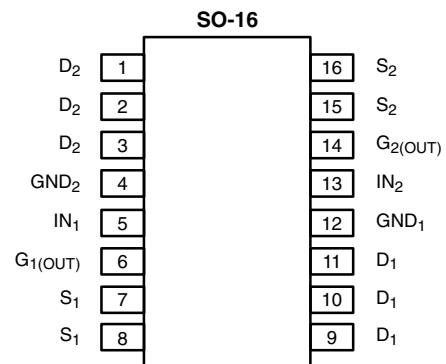 SO-16
D2 1 16 S2
D2 2 15 S2
D2 3 14 G2(OUT)
GND2 4 13 IN2
IN1 5 12 GND1
G1(OUT) 6 11 D1
S1 7 10 D1
S1 8 9 D1